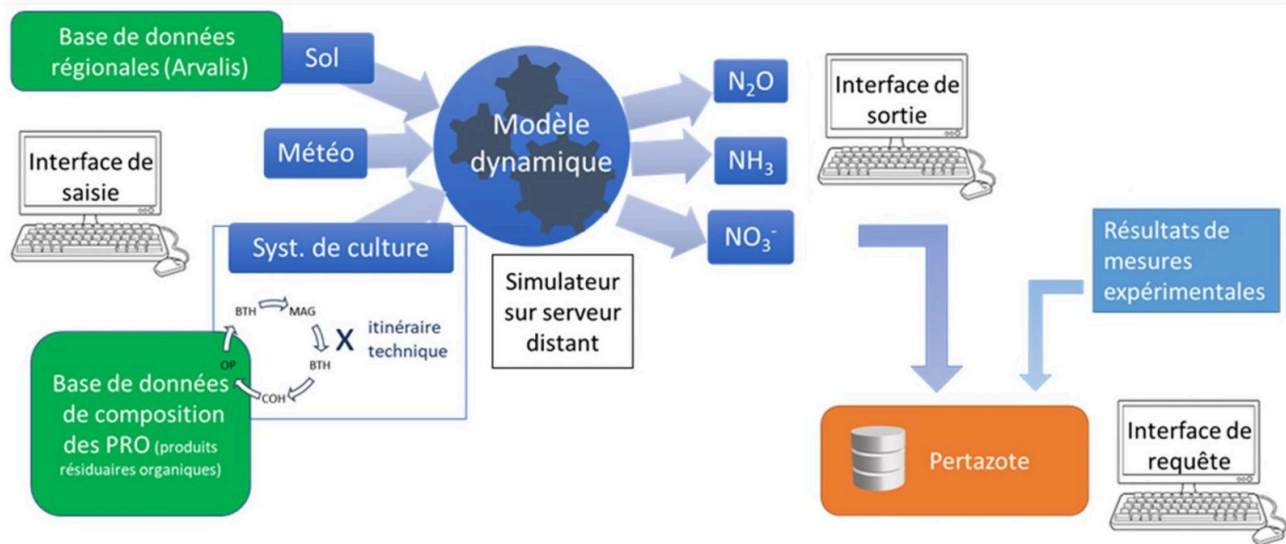 Base de données
régionales (Arvalis)
Sol
Météo
Interface de
saisie
Syst. de culture
BTH
MAG
BTH
COH
OP
X
itinéraire
technique
Base de données
de composition
des PRO (produits
résiduaires organiques)
Modèle
dynamique
Simulateur
sur serveur
distant
N₂O
NH₃
NO₃⁻
Interface de
sortie
Résultats de
mesures
expérimentales
Pertazote
Interface de
requête